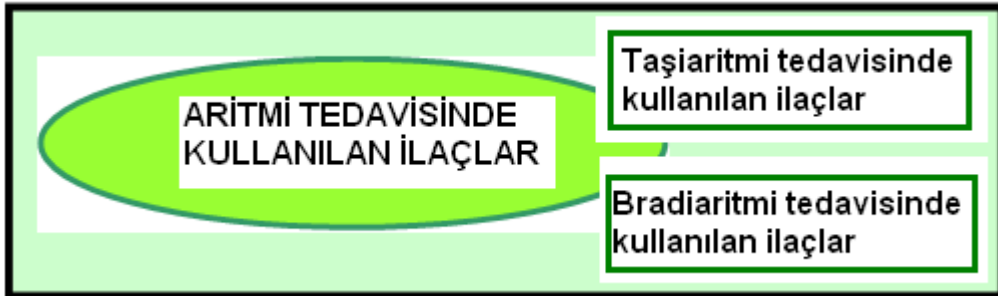 ARİTMİ TEDAVİSİNDE
KULLANILAN İLAÇLAR
Taşiaritmi tedavisinde
kullanılan ilaçlar
Bradiaritmi tedavisinde
kullanılan ilaçlar